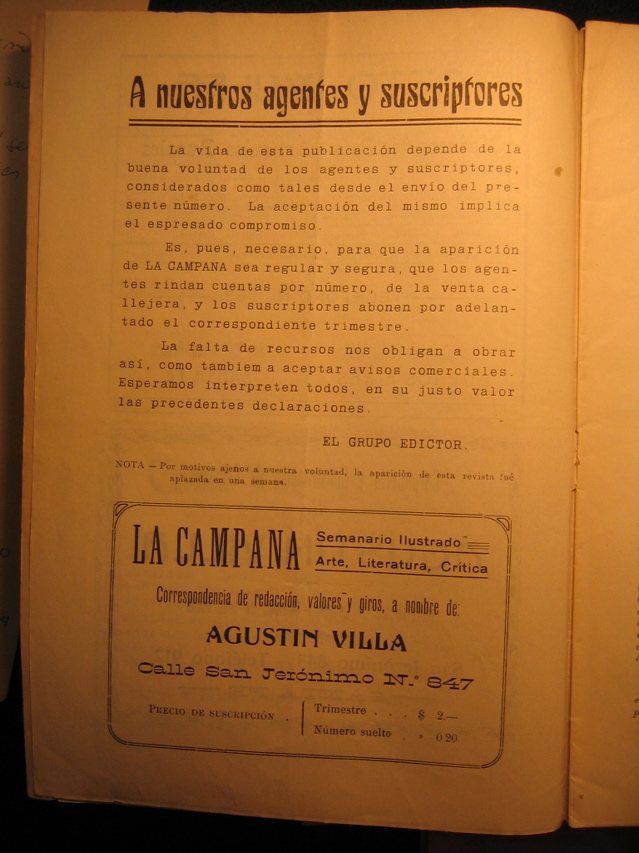 A nuestros agentes y suscriptores
La vida de esta publicación depende de la
buena voluntad de los agentes y suscriptores,
considerados como tales desde el envío del pre-
sente número. La aceptación del mismo implica
el espresado compromiso.
Es, pues, necesario, para que la aparición
de LA CAMPANA sea regular y segura, que los agen-
tes rindan cuentas por número, de la venta ca-
llejera, y los suscriptores abonen por adelan-
tado el correspondiente trimestre.
La falta de recursos nos obligan a obrar
así, como tambiem a aceptar avisos comerciales.
Esperamos interpreten todos, en su justo valor
las precedentes declaraciones.
EL GRUPO EDICTOR.
NOTA — Por motivos ajenos a nuestra voluntad, la aparición de esta revista fué
aplazada en una semana.
LA CAMPANA
Semanario Ilustrado
Arte, Literatura, Crítica
Correspondencia de redacción, valores y giros, a nombre de:
AGUSTIN VILLA
Calle San Jerónimo N.º 847
PRECIO DE SUSCRIPCIÓN .
Trimestre . . . $ 2.—
Número suelto . » 0.20